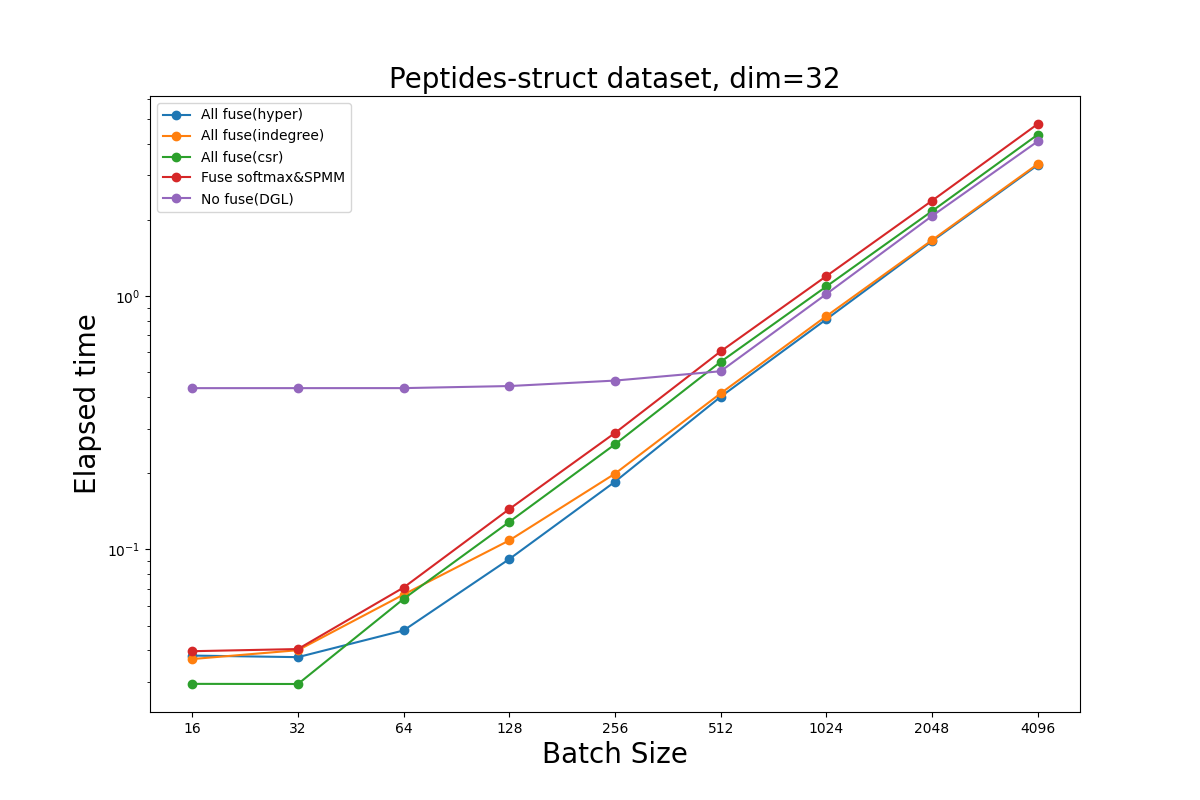 Peptides-struct dataset, dim=32
All fuse(hyper)
All fuse(indegree)
All fuse(csr)
Fuse softmax&SPMM
No fuse(DGL)
Elapsed time
10⁰
10⁻¹
16 32 64 128 256 512 1024 2048 4096
Batch Size